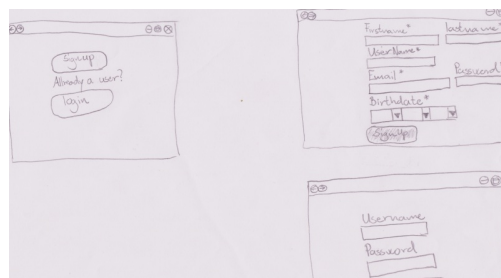 Signup
Already a user?
login
Firstname* lastname*
UserName*
Email* Password*
Birthdate*
SignUp
Username
Password